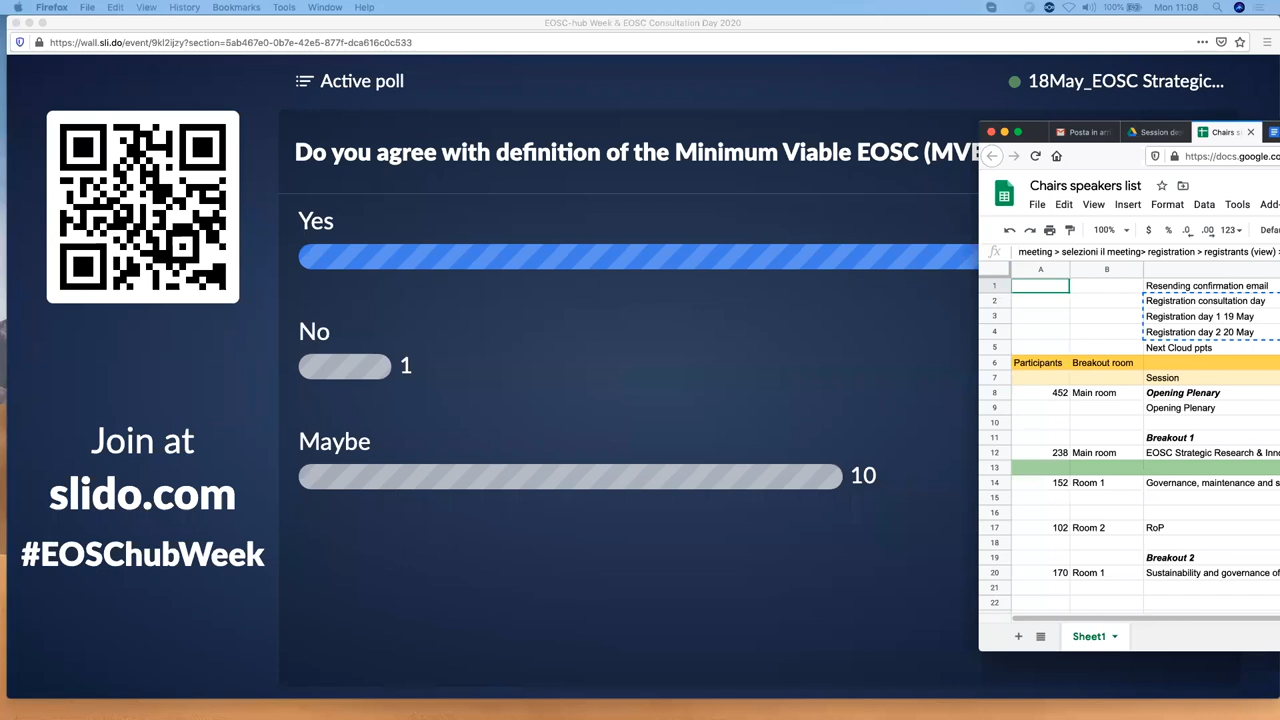 Firefox File Edit View History Bookmarks Tools Window Help 100% Mon 11:08
EOSC-hub Week & EOSC Consultation Day 2020
https://wall.sli.do/event/9kl2ijzy?section=5ab467e0-0b7e-42e5-877f-dca616c0c533
Active poll
18May_EOSC Strategic...
Do you agree with definition of the Minimum Viable EOSC (MVE
Yes
No
1
Maybe
10
Join at
slido.com
#EOSChubWeek
Posta in arri Session de Chairs s
https://docs.google.co
Chairs speakers list
File Edit View Insert Format Data Tools Add-
100% $ % .0 .00 123 Defa
fx meeting > selezioni il meeting> registration > registrants (view) >
A B
1 Resending confirmation email
2 Registration consultation day
3 Registration day 1 19 May
4 Registration day 2 20 May
5 Next Cloud ppts
6 Participants Breakout room
7 Session
8 452 Main room Opening Plenary
9 Opening Plenary
10
11 Breakout 1
12 238 Main room EOSC Strategic Research & Inno
13
14 152 Room 1 Governance, maintenance and s
15
16
17 102 Room 2 RoP
18
19 Breakout 2
20 170 Room 1 Sustainability and governance of
21
22
Sheet1